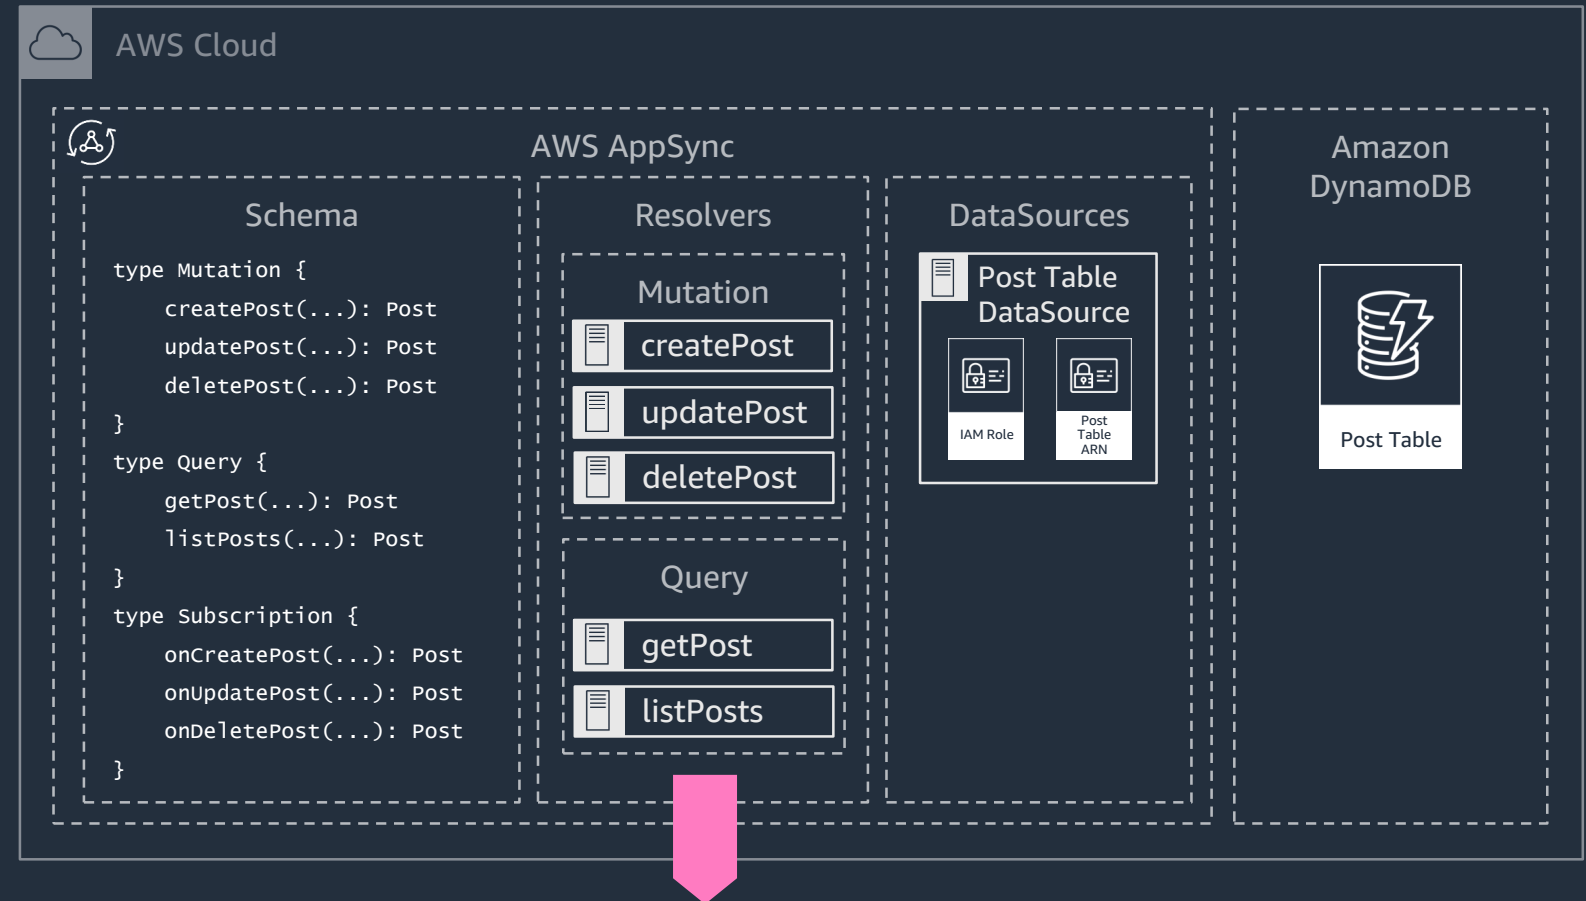 AWS Cloud
AWS AppSync
Schema
type Mutation {
    createPost(...): Post
    updatePost(...): Post
    deletePost(...): Post
}
type Query {
    getPost(...): Post
    listPosts(...): Post
}
type Subscription {
    onCreatePost(...): Post
    onUpdatePost(...): Post
    onDeletePost(...): Post
}
Resolvers
Mutation
createPost
updatePost
deletePost
Query
getPost
listPosts
DataSources
Post Table
DataSource
IAM Role
Post
Table
ARN
Amazon
DynamoDB
Post Table